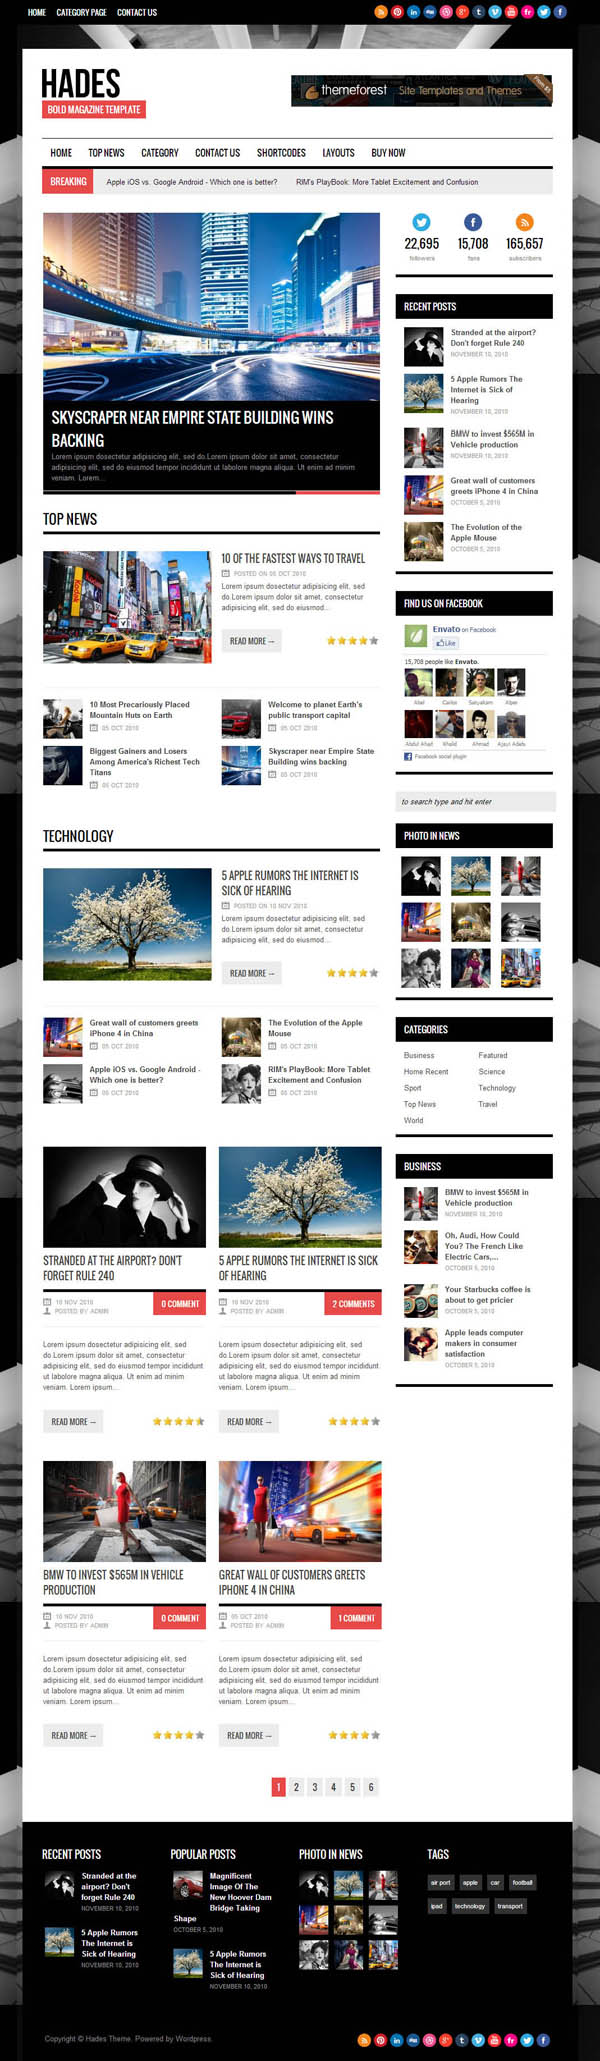 HOME CATEGORY PAGE CONTACT US
HADES
BOLD MAGAZINE TEMPLATE
themeforest Site Templates and Themes
HOME TOP NEWS CATEGORY CONTACT US SHORTCODES LAYOUTS BUY NOW
BREAKING Apple iOS vs. Google Android - Which one is better? RIM's PlayBook: More Tablet Excitement and Confusion
SKYSCRAPER NEAR EMPIRE STATE BUILDING WINS
BACKING
Lorem ipsum dosectetur adipisicing elit, sed do.Lorem ipsum dolor sit amet, consectetur
adipisicing elit, sed do eiusmod tempor incididunt ut labolore magna aliqua. Ut enim ad minim
veniam. Lorem...
TOP NEWS
10 OF THE FASTEST WAYS TO TRAVEL
POSTED ON 06 OCT 2010
Lorem ipsum dosectetur adipisicing elit, sed
do.Lorem ipsum dolor sit amet, consectetur
adipisicing elit, sed do eiusmod...
READ MORE →
10 Most Precariously Placed
Mountain Huts on Earth
05 OCT 2010
Welcome to planet Earth's
public transport capital
05 OCT 2010
Biggest Gainers and Losers
Among America's Richest Tech
Titans
05 OCT 2010
Skyscraper near Empire State
Building wins backing
05 OCT 2010
TECHNOLOGY
5 APPLE RUMORS THE INTERNET IS
SICK OF HEARING
POSTED ON 10 NOV 2010
Lorem ipsum dosectetur adipisicing elit, sed
do.Lorem ipsum dolor sit amet, consectetur
adipisicing elit, sed do eiusmod...
READ MORE →
Great wall of customers greets
iPhone 4 in China
05 OCT 2010
The Evolution of the Apple
Mouse
05 OCT 2010
Apple iOS vs. Google Android -
Which one is better?
05 OCT 2010
RIM's PlayBook: More Tablet
Excitement and Confusion
05 OCT 2010
STRANDED AT THE AIRPORT? DON'T
FORGET RULE 240
10 NOV 2010
POSTED BY ADMIN
0 COMMENT
Lorem ipsum dosectetur adipisicing elit, sed
do.Lorem ipsum dolor sit amet, consectetur
adipisicing elit, sed do eiusmod tempor incididunt
ut labolore magna aliqua. Ut enim ad minim
veniam. Lorem ipsum...
READ MORE →
5 APPLE RUMORS THE INTERNET IS SICK
OF HEARING
10 NOV 2010
POSTED BY ADMIN
2 COMMENTS
Lorem ipsum dosectetur adipisicing elit, sed
do.Lorem ipsum dolor sit amet, consectetur
adipisicing elit, sed do eiusmod tempor incididunt
ut labolore magna aliqua. Ut enim ad minim
veniam. Lorem ipsum...
READ MORE →
BMW TO INVEST $565M IN VEHICLE
PRODUCTION
10 NOV 2010
POSTED BY ADMIN
0 COMMENT
Lorem ipsum dosectetur adipisicing elit, sed
do.Lorem ipsum dolor sit amet, consectetur
adipisicing elit, sed do eiusmod tempor incididunt
ut labolore magna aliqua. Ut enim ad minim
veniam. Lorem ipsum...
READ MORE →
GREAT WALL OF CUSTOMERS GREETS
IPHONE 4 IN CHINA
05 OCT 2010
POSTED BY ADMIN
1 COMMENT
Lorem ipsum dosectetur adipisicing elit, sed
do.Lorem ipsum dolor sit amet, consectetur
adipisicing elit, sed do eiusmod tempor incididunt
ut labolore magna aliqua. Ut enim ad minim
veniam. Lorem ipsum...
READ MORE →
1 2 3 4 5 6
22,695 15,708 165,657
followers fans subscribers
RECENT POSTS
Stranded at the airport?
Don't forget Rule 240
NOVEMBER 10, 2010
5 Apple Rumors The
Internet is Sick of
Hearing
NOVEMBER 10, 2010
BMW to invest $565M in
Vehicle production
NOVEMBER 10, 2010
Great wall of customers
greets iPhone 4 in China
OCTOBER 5, 2010
The Evolution of the
Apple Mouse
OCTOBER 5, 2010
FIND US ON FACEBOOK
Envato on Facebook
Like
15,708 people like Envato.
Carlos Satyakam
Abdul Ahad Khalid Ahmad
Facebook social plugin
to search type and hit enter
PHOTO IN NEWS
CATEGORIES
Business Featured
Home Recent Science
Sport Technology
Top News Travel
World
BUSINESS
BMW to invest $565M in
Vehicle production
NOVEMBER 10, 2010
Oh, Audi, How Could
You? The French Like
Electric Cars,...
OCTOBER 5, 2010
Your Starbucks coffee is
about to get pricier
OCTOBER 5, 2010
Apple leads computer
makers in consumer
satisfaction
OCTOBER 5, 2010
RECENT POSTS
Stranded at the
airport? Don't
forget Rule 240
NOVEMBER 10, 2010
5 Apple Rumors
The Internet is
Sick of Hearing
NOVEMBER 10, 2010
POPULAR POSTS
Magnificent
Image Of The
New Hoover Dam
Bridge Taking
Shape
OCTOBER 5, 2010
5 Apple Rumors
The Internet is
Sick of Hearing
NOVEMBER 10, 2010
PHOTO IN NEWS
TAGS
air port apple car football
ipad technology transport
Copyright © Hades Theme. Powered by Wordpress.